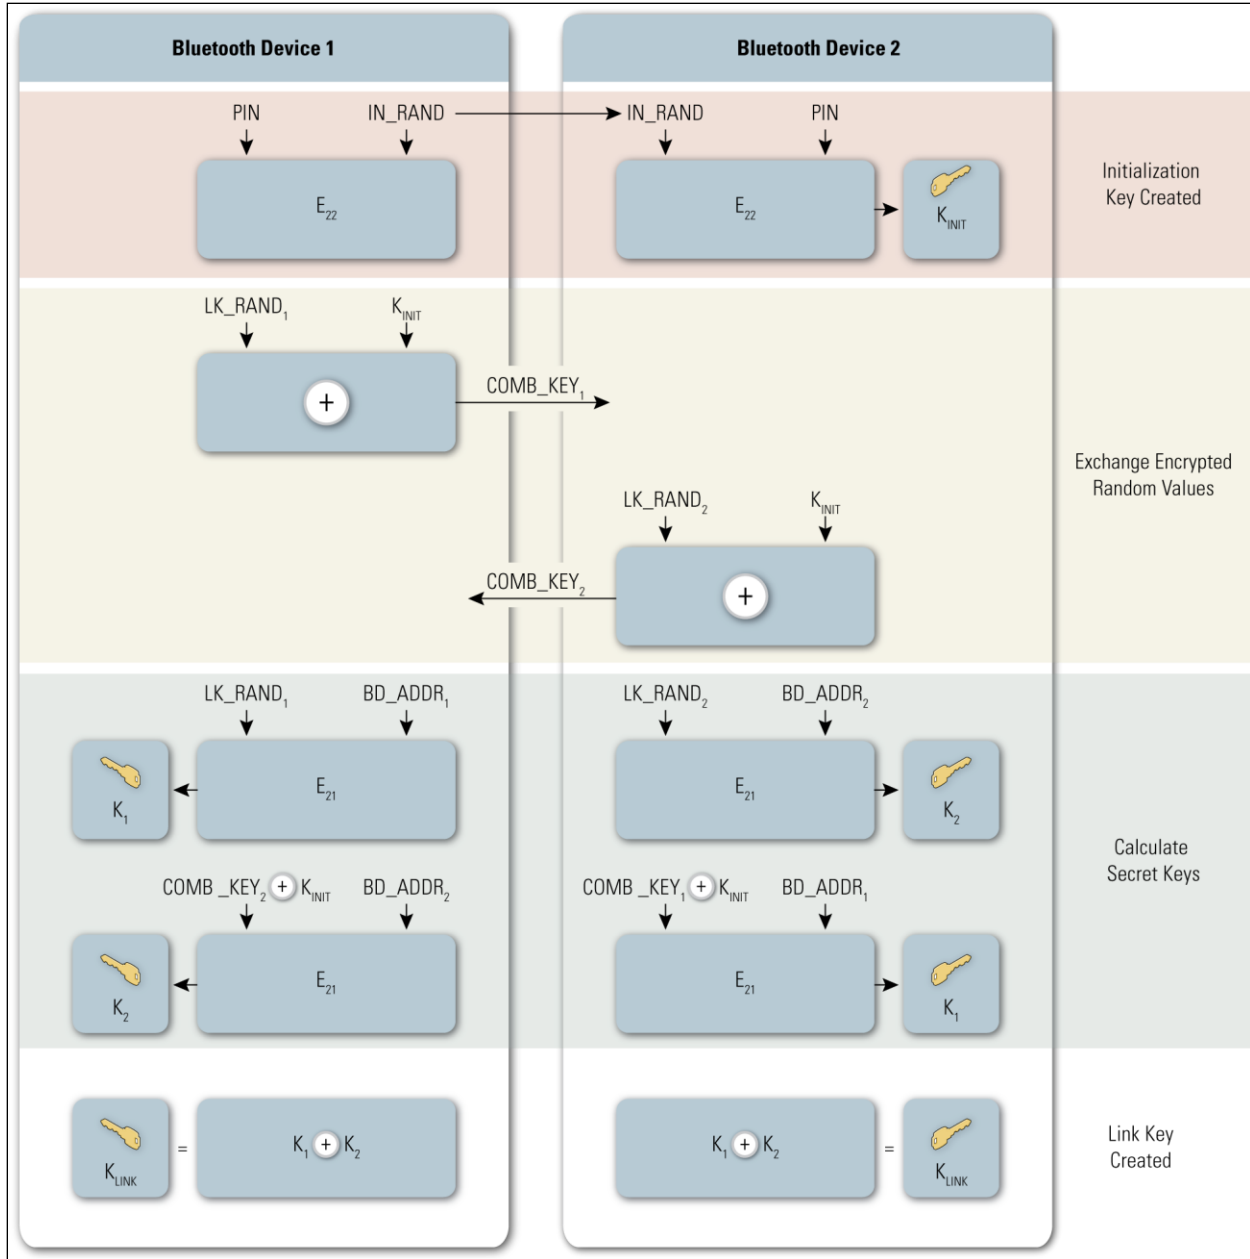 Bluetooth Device 1 Bluetooth Device 2
PIN IN_RAND IN_RAND PIN
E22 E22 KINIT
Initialization
Key Created
LK_RAND1 KINIT
+ COMB_KEY1
Exchange Encrypted
Random Values
LK_RAND2 KINIT
COMB_KEY2 +
LK_RAND1 BD_ADDR1 LK_RAND2 BD_ADDR2
K1 E21 E21 K2
Calculate
Secret Keys
COMB _KEY2 + KINIT BD_ADDR2 COMB_KEY1 + KINIT BD_ADDR1
K2 E21 E21 K1
KLINK = K1 + K2 K1 + K2 = KLINK
Link Key
Created